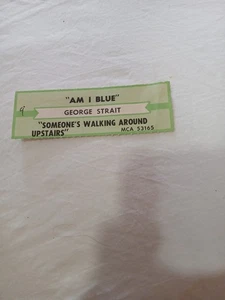 "AM I BLUE"
GEORGE STRAIT
"SOMEONE'S WALKING AROUND
UPSTAIRS" MCA 53165